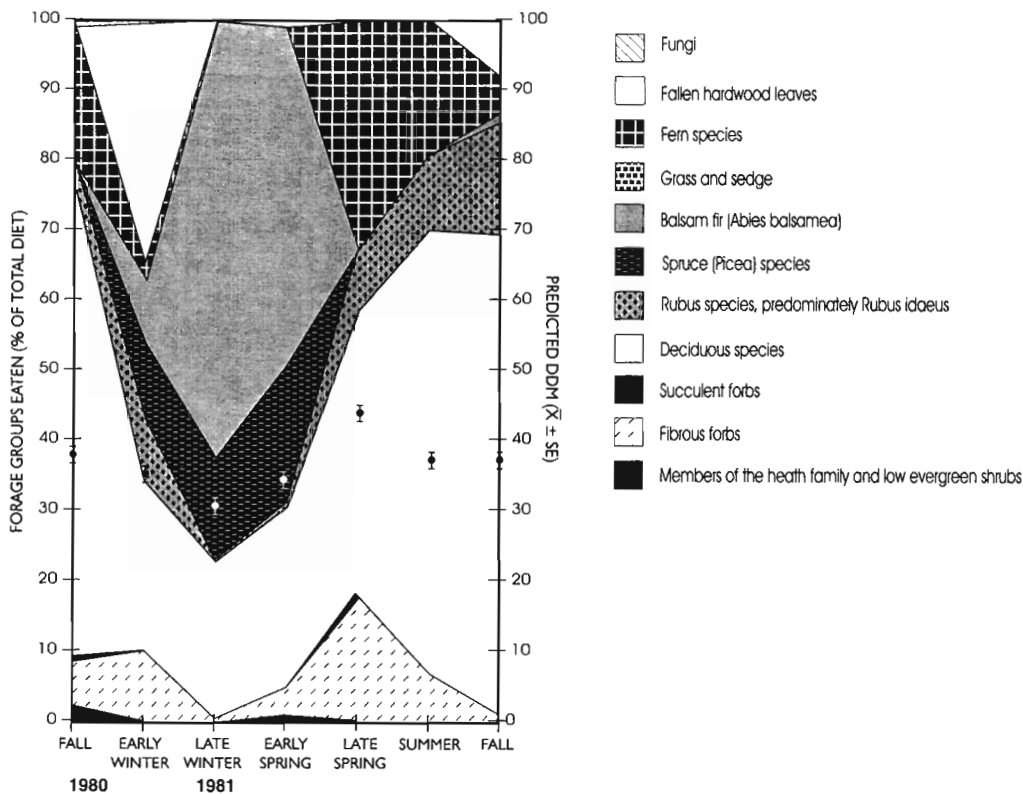 FORAGE GROUPS EATEN (% OF TOTAL DIET)
100
90
80
70
60
50
40
30
20
10
0
100
90
80
70
60
50
40
30
20
10
0
PREDICTED DDM (X̄ ± SE)
FALL
EARLY
WINTER
LATE
WINTER
EARLY
SPRING
LATE
SPRING
SUMMER
FALL
1980
1981
Fungi
Fallen hardwood leaves
Fern species
Grass and sedge
Balsam fir (Abies balsamea)
Spruce (Picea) species
Rubus species, predominately Rubus idaeus
Deciduous species
Succulent forbs
Fibrous forbs
Members of the heath family and low evergreen shrubs